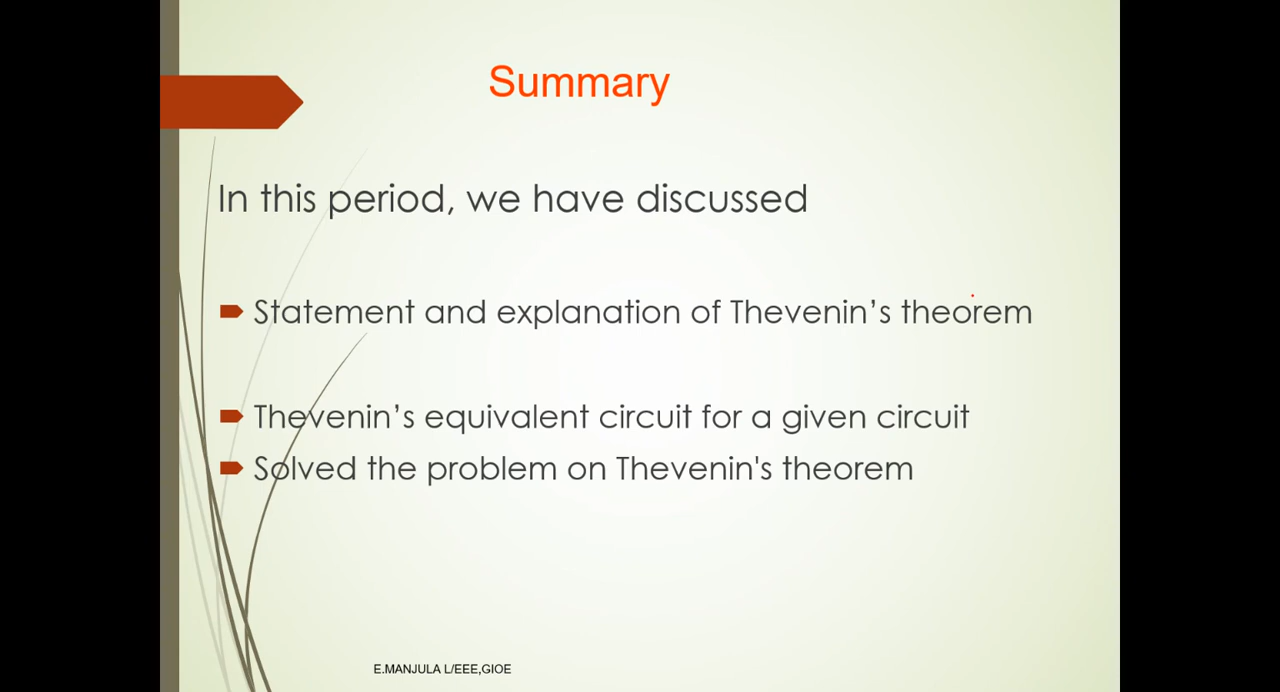 Summary
In this period, we have discussed
Statement and explanation of Thevenin’s theorem
Thevenin’s equivalent circuit for a given circuit
Solved the problem on Thevenin's theorem
E.MANJULA L/EEE,GIOE